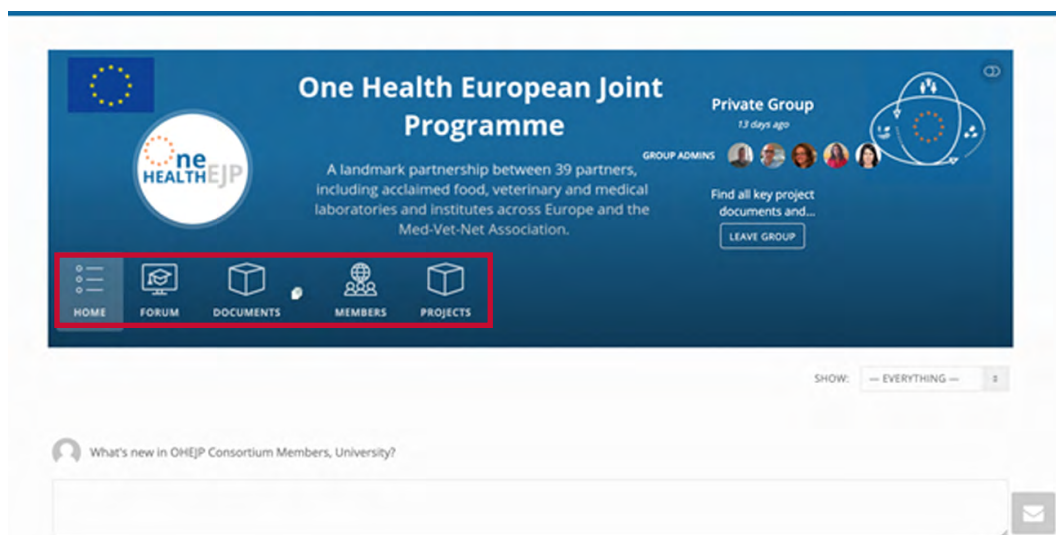 One Health European Joint
Programme
A landmark partnership between 39 partners,
including acclaimed food, veterinary and medical
laboratories and institutes across Europe and the
Med-Vet-Net Association.
One
HEALTHEJP
Private Group
13 days ago
GROUP ADMINS
Find all key project
documents and...
LEAVE GROUP
HOME FORUM DOCUMENTS MEMBERS PROJECTS
SHOW: — EVERYTHING —
What's new in OHEJP Consortium Members, University?